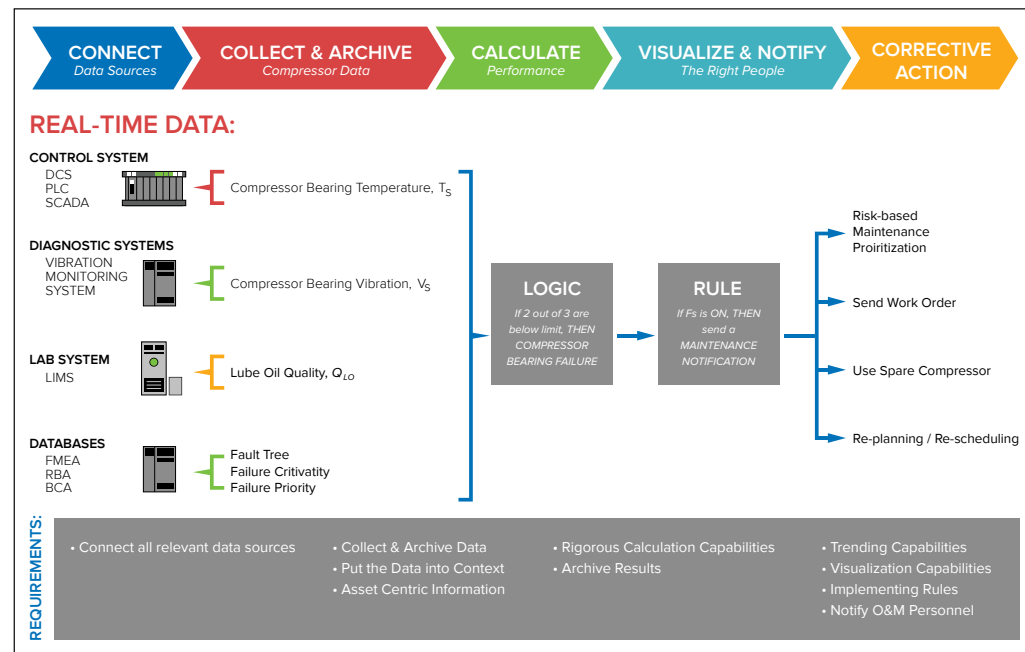 CONNECT
Data Sources
COLLECT & ARCHIVE
Compressor Data
CALCULATE
Performance
VISUALIZE & NOTIFY
The Right People
CORRECTIVE
ACTION
REAL-TIME DATA:
CONTROL SYSTEM
DCS
PLC
SCADA
Compressor Bearing Temperature, TS
DIAGNOSTIC SYSTEMS
VIBRATION
MONITORING
SYSTEM
Compressor Bearing Vibration, VS
LAB SYSTEM
LIMS
Lube Oil Quality, QLO
DATABASES
FMEA
RBA
BCA
Fault Tree
Failure Critivatity
Failure Priority
LOGIC
If 2 out of 3 are
below limit, THEN
COMPRESSOR
BEARING FAILURE
RULE
If Fs is ON, THEN
send a
MAINTENANCE
NOTIFICATION
Risk-based
Maintenance
Proiritization
Send Work Order
Use Spare Compressor
Re-planning / Re-scheduling
REQUIREMENTS:
• Connect all relevant data sources
• Collect & Archive Data
• Put the Data into Context
• Asset Centric Information
• Rigorous Calculation Capabilities
• Archive Results
• Trending Capabilities
• Visualization Capabilities
• Implementing Rules
• Notify O&M Personnel